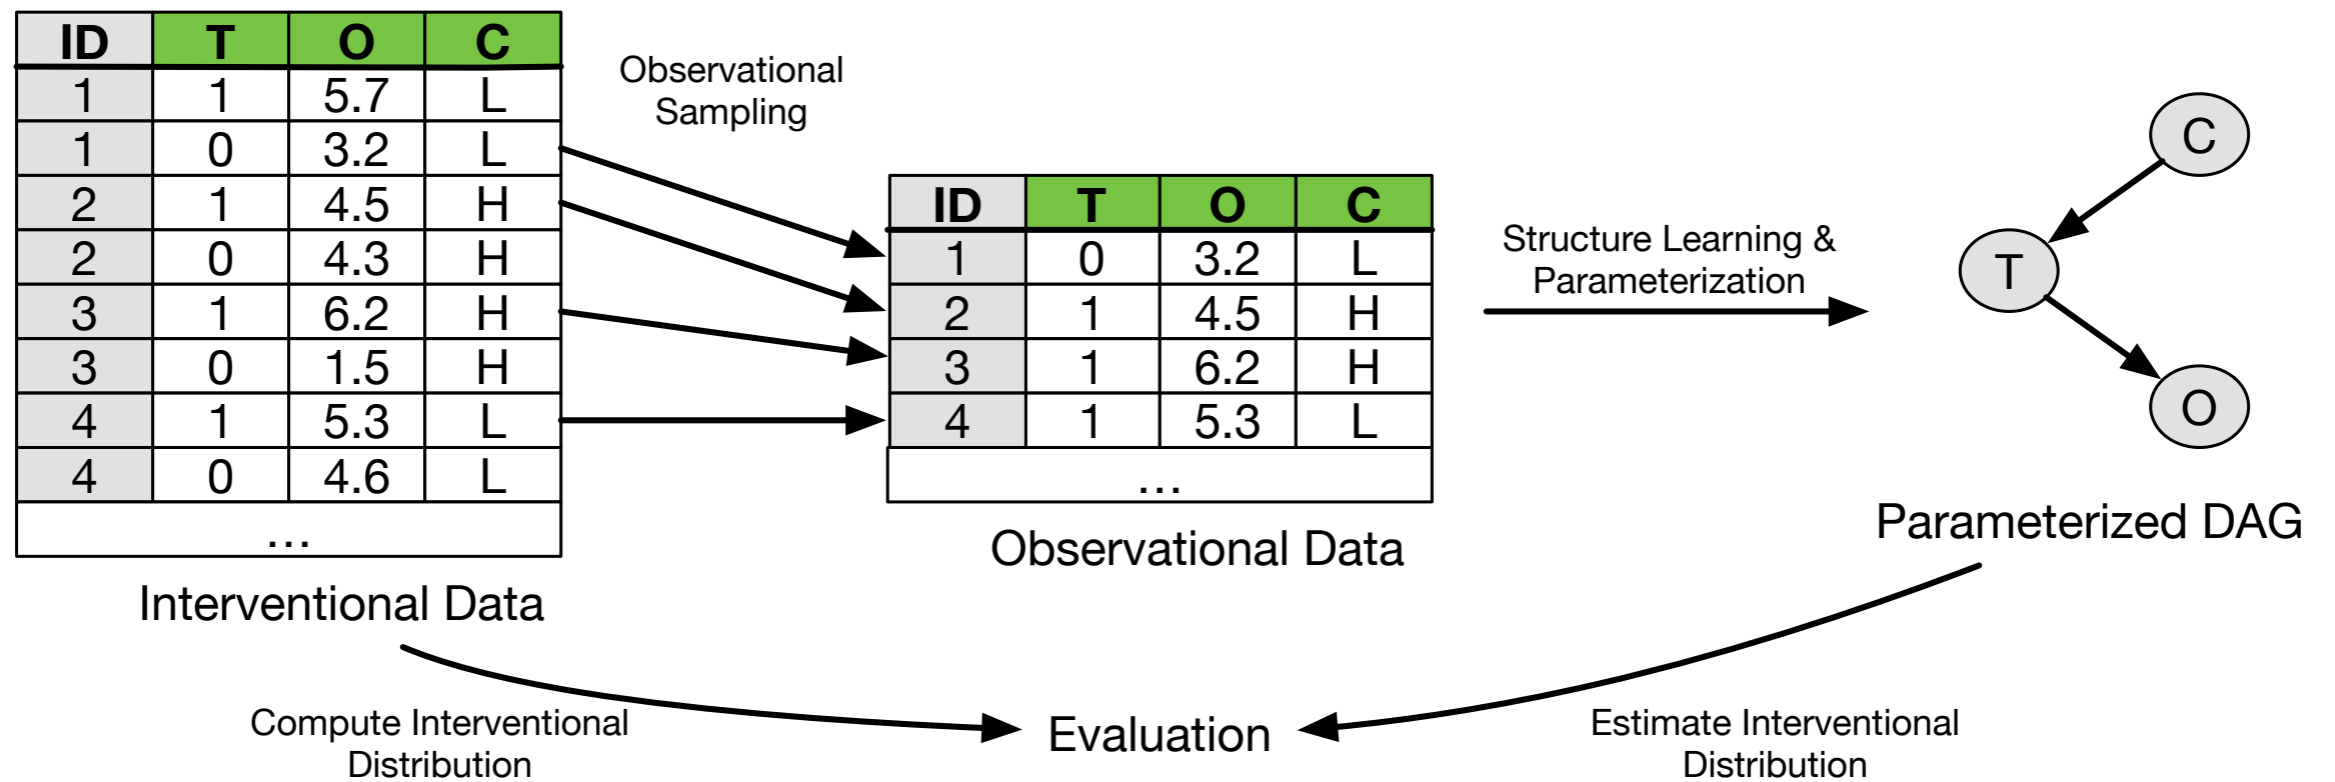 ID T O C
1 1 5.7 L
1 0 3.2 L
2 1 4.5 H
2 0 4.3 H
3 1 6.2 H
3 0 1.5 H
4 1 5.3 L
4 0 4.6 L
...
Interventional Data
Observational
Sampling
ID T O C
1 0 3.2 L
2 1 4.5 H
3 1 6.2 H
4 1 5.3 L
...
Observational Data
Structure Learning &
Parameterization
C
T
O
Parameterized DAG
Compute Interventional
Distribution
Evaluation
Estimate Interventional
Distribution